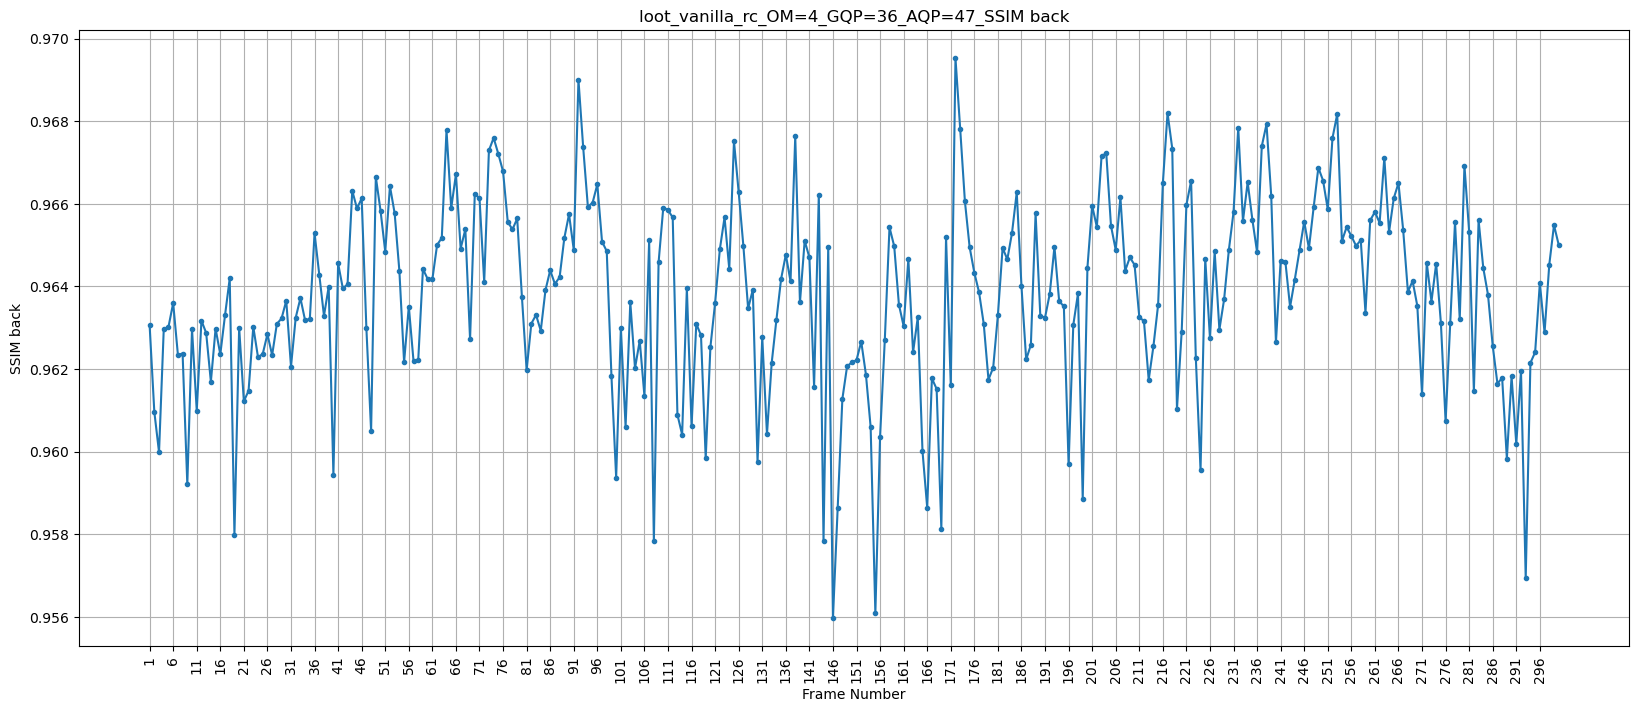 loot_vanilla_rc_OM=4_GQP=36_AQP=47_SSIM back
0.970
0.968
0.966
0.964
0.962
0.960
0.958
0.956
SSIM back
1 6 11 16 21 26 31 36 41 46 51 56 61 66 71 76 81 86 91 96 101 106 111 116 121 126 131 136 141 146 151 156 161 166 171 176 181 186 191 196 201 206 211 216 221 226 231 236 241 246 251 256 261 266 271 276 281 286 291 296
Frame Number